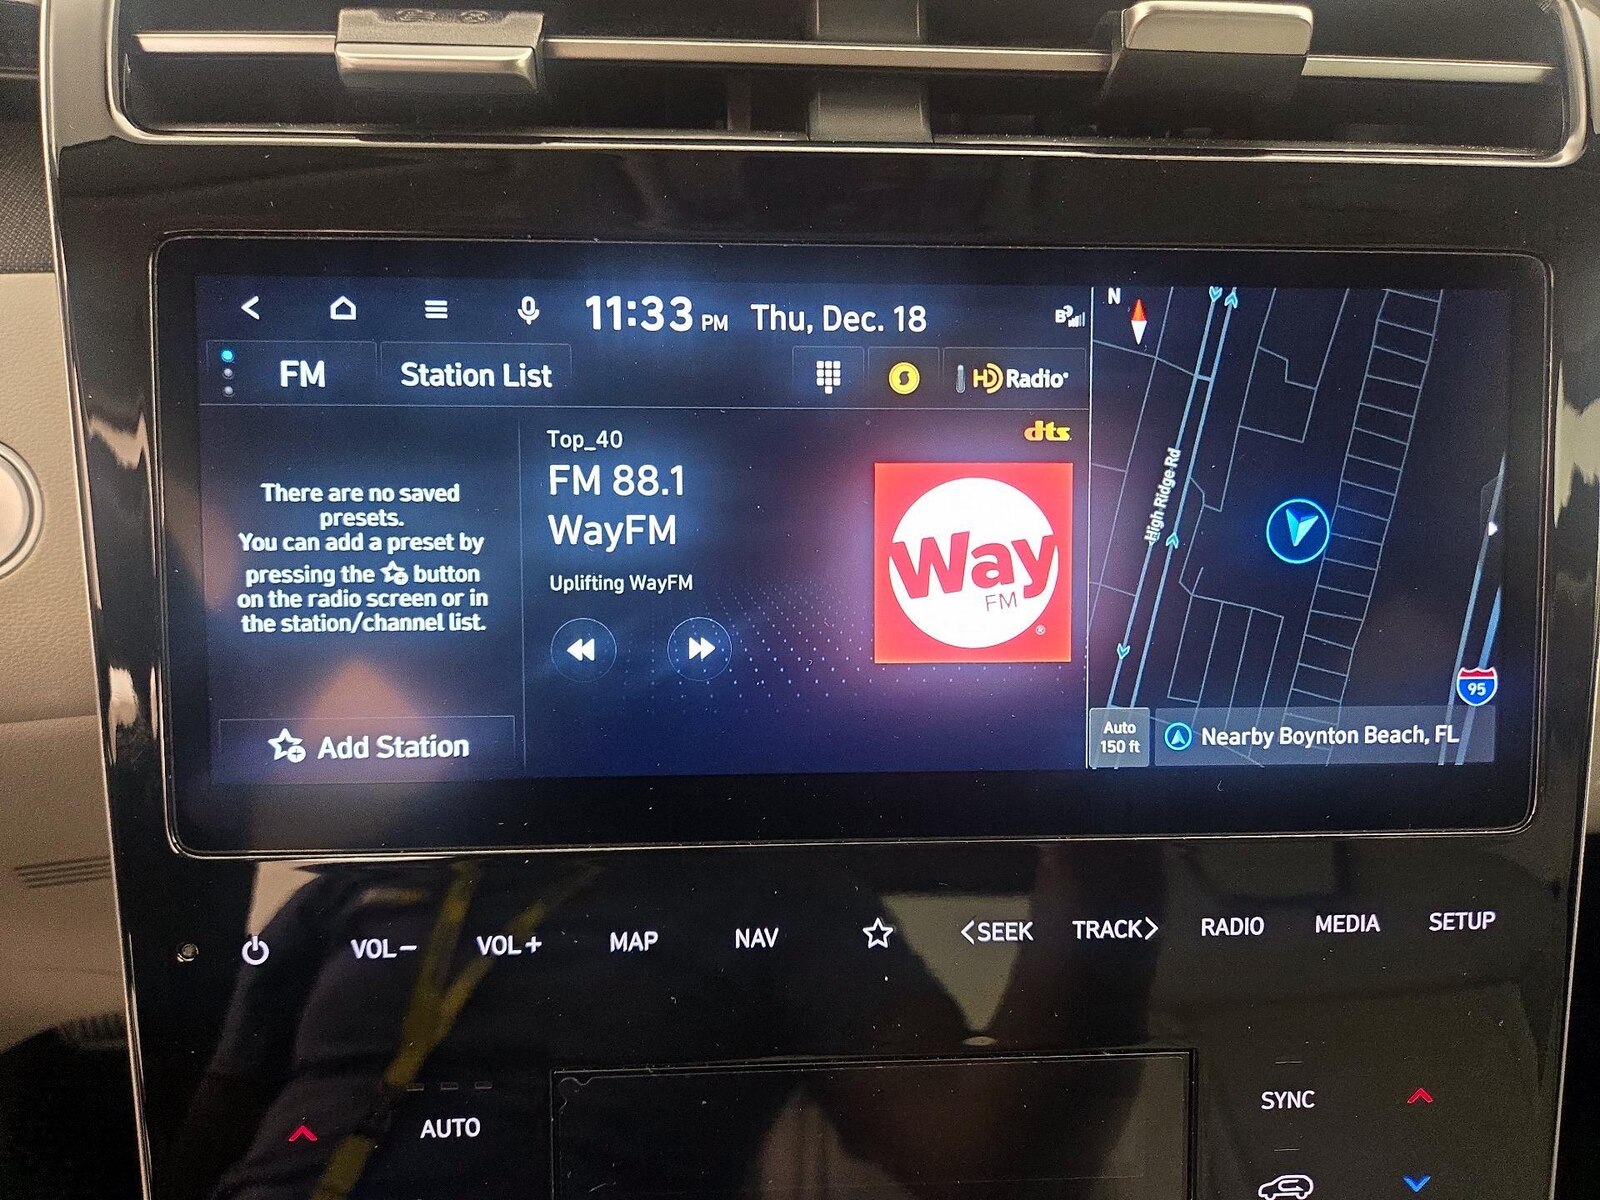 11:33 PM Thu, Dec. 18
FM
Station List
HD Radio
dts
There are no saved
presets.
You can add a preset by
pressing the button
on the radio screen or in
the station/channel list.
Add Station
Top_40
FM 88.1
WayFM
Uplifting WayFM
Way
FM
®
N
High Ridge Rd
95
Auto
150 ft
Nearby Boynton Beach, FL
VOL− VOL+ MAP NAV <SEEK TRACK> RADIO MEDIA SETUP
AUTO
SYNC